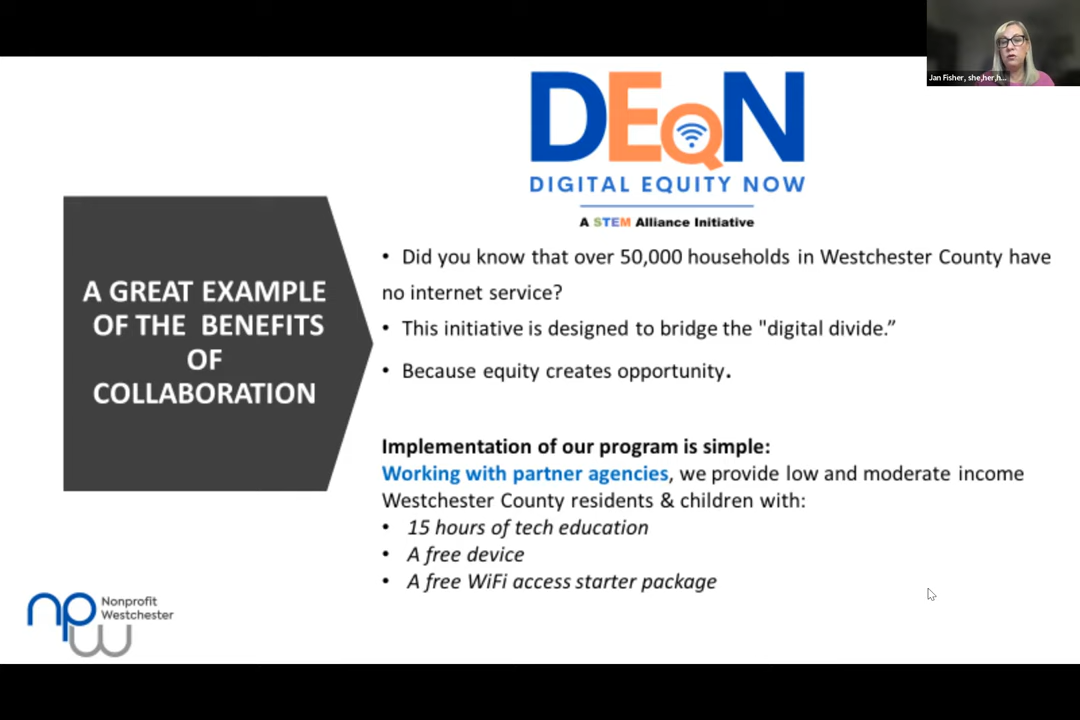 Jan Fisher, she,her,h...
DEQN
DIGITAL EQUITY NOW
A STEM Alliance Initiative
A GREAT EXAMPLE
OF THE BENEFITS
OF
COLLABORATION
• Did you know that over 50,000 households in Westchester County have
no internet service?
• This initiative is designed to bridge the "digital divide.”
• Because equity creates opportunity.
Implementation of our program is simple:
Working with partner agencies, we provide low and moderate income
Westchester County residents & children with:
• 15 hours of tech education
• A free device
• A free WiFi access starter package
npw
Nonprofit
Westchester